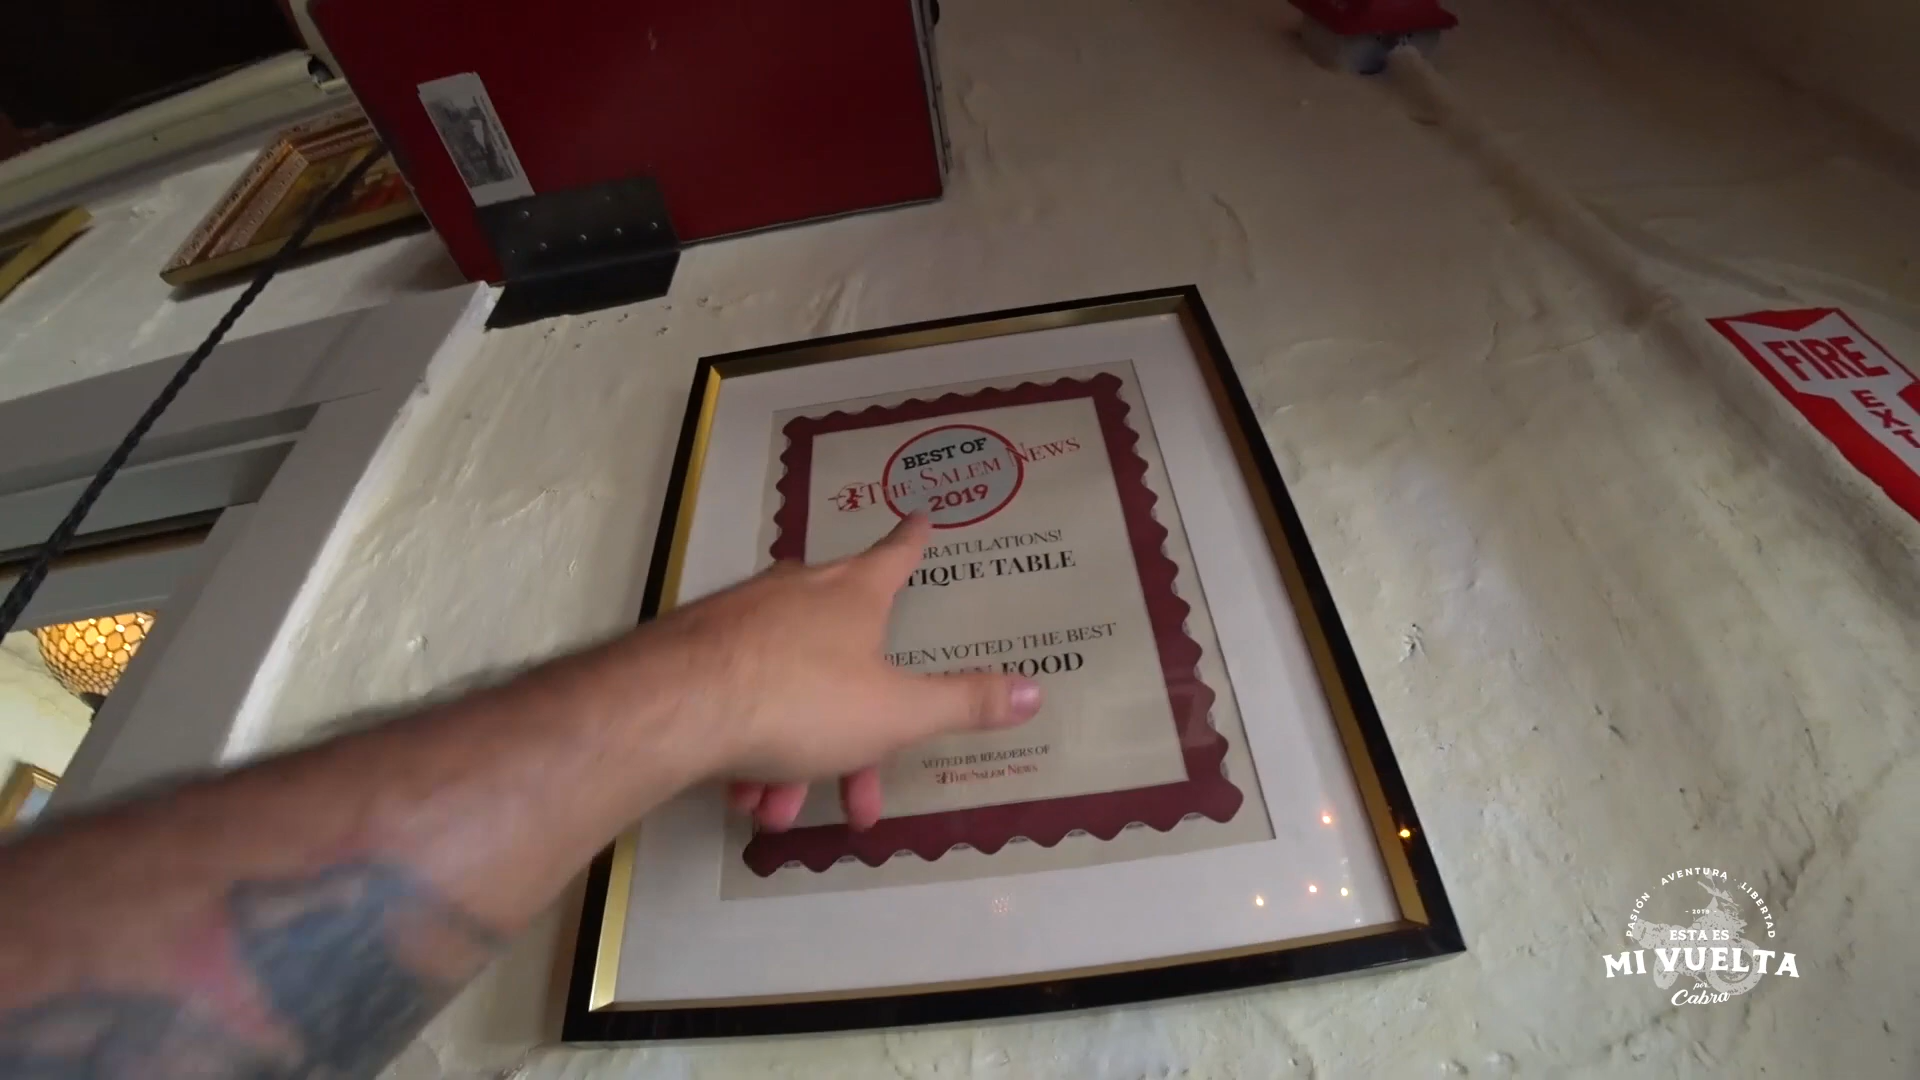 BEST OF
THE SALEM NEWS
2019
GRATULATIONS!
TIQUE TABLE
BEEN VOTED THE BEST
FOOD
VOTED BY READERS OF
THE SALEM NEWS
FIRE
EXT
PASIÓN · AVENTURA · LIBERTAD
ESTA ES
MI VUELTA
por
Cabra